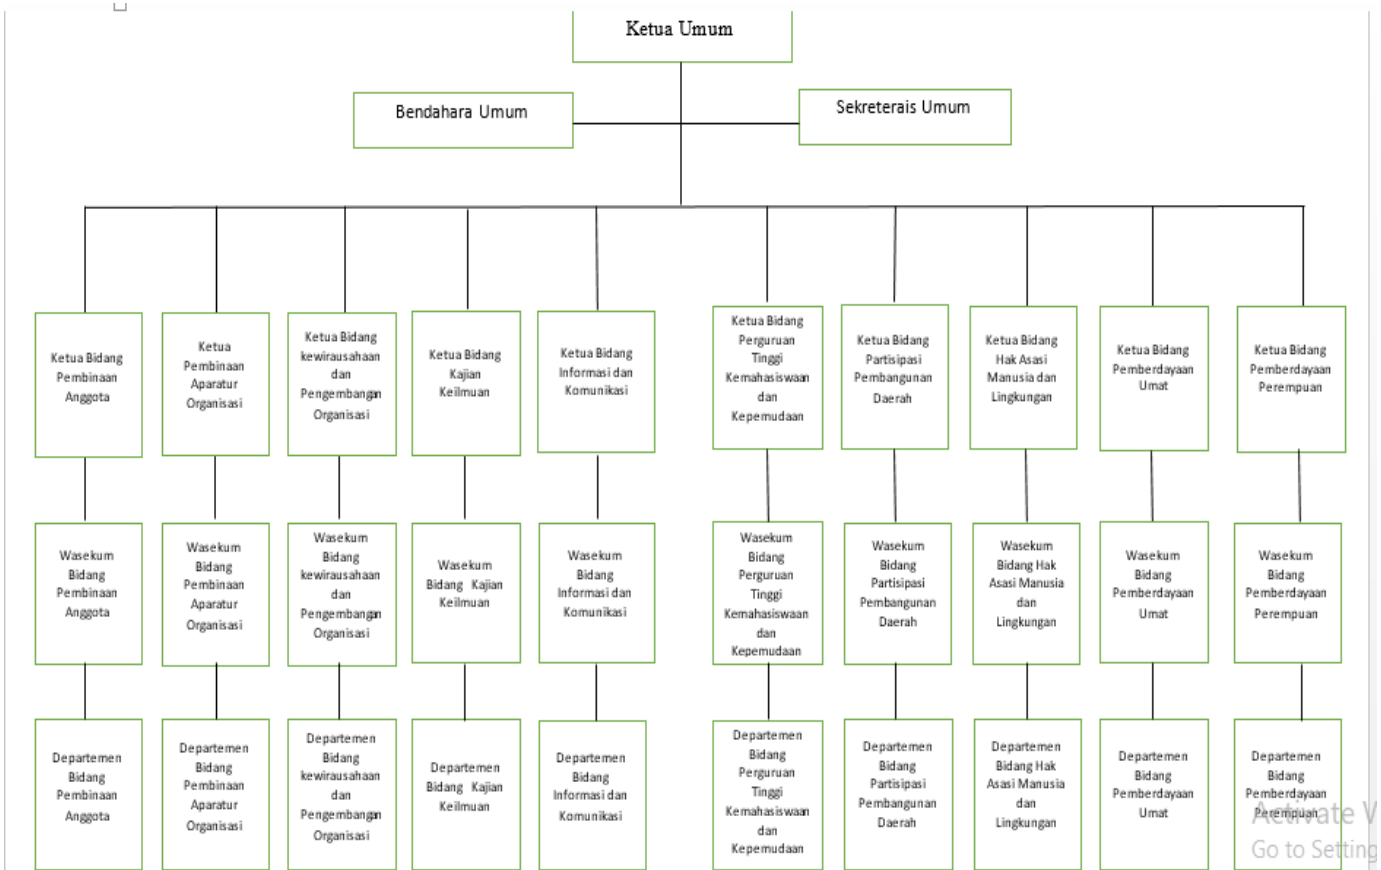 Ketua Umum
Bendahara Umum
Sekreterais Umum
Ketua Bidang
Pembinaan
Anggota
Ketua
Pembinaan
Aparatur
Organisasi
Ketua Bidang
kewirausahaan
dan
Pengembangan
Organisasi
Ketua Bidang
Kajian
Keilmuan
Ketua Bidang
Informasi dan
Komunikasi
Ketua Bidang
Perguruan
Tinggi
Kemahasiswaan
dan
Kepemudaan
Ketua Bidang
Partisipasi
Pembangunan
Daerah
Ketua Bidang
Hak Asasi
Manusia dan
Lingkungan
Ketua Bidang
Pemberdayaan
Umat
Ketua Bidang
Pemberdayaan
Perempuan
Wasekum
Bidang
Pembinaan
Anggota
Wasekum
Bidang
Pembinaan
Aparatur
Organisasi
Wasekum
Bidang
kewirausahaan
dan
Pengembangan
Organisasi
Wasekum
Bidang Kajian
Keilmuan
Wasekum
Bidang
Informasi dan
Komunikasi
Wasekum
Bidang
Perguruan
Tinggi
Kemahasiswaan
dan
Kepemudaan
Wasekum
Bidang
Partisipasi
Pembangunan
Daerah
Wasekum
Bidang Hak
Asasi Manusia
dan
Lingkungan
Wasekum
Bidang
Pemberdayaan
Umat
Wasekum
Bidang
Pemberdayaan
Perempuan
Departemen
Bidang
Pembinaan
Anggota
Departemen
Bidang
Pembinaan
Aparatur
Organisasi
Departemen
Bidang
kewirausahaan
dan
Pengembangan
Organisasi
Departemen
Bidang Kajian
Keilmuan
Departemen
Bidang
Informasi dan
Komunikasi
Departemen
Bidang
Perguruan
Tinggi
Kemahasiswaan
dan
Kepemudaan
Departemen
Bidang
Partisipasi
Pembangunan
Daerah
Departemen
Bidang Hak
Asasi Manusia
dan
Lingkungan
Departemen
Bidang
Pemberdayaan
Umat
Departemen
Bidang
Pemberdayaan
Perempuan
Activate W
Go to Setting